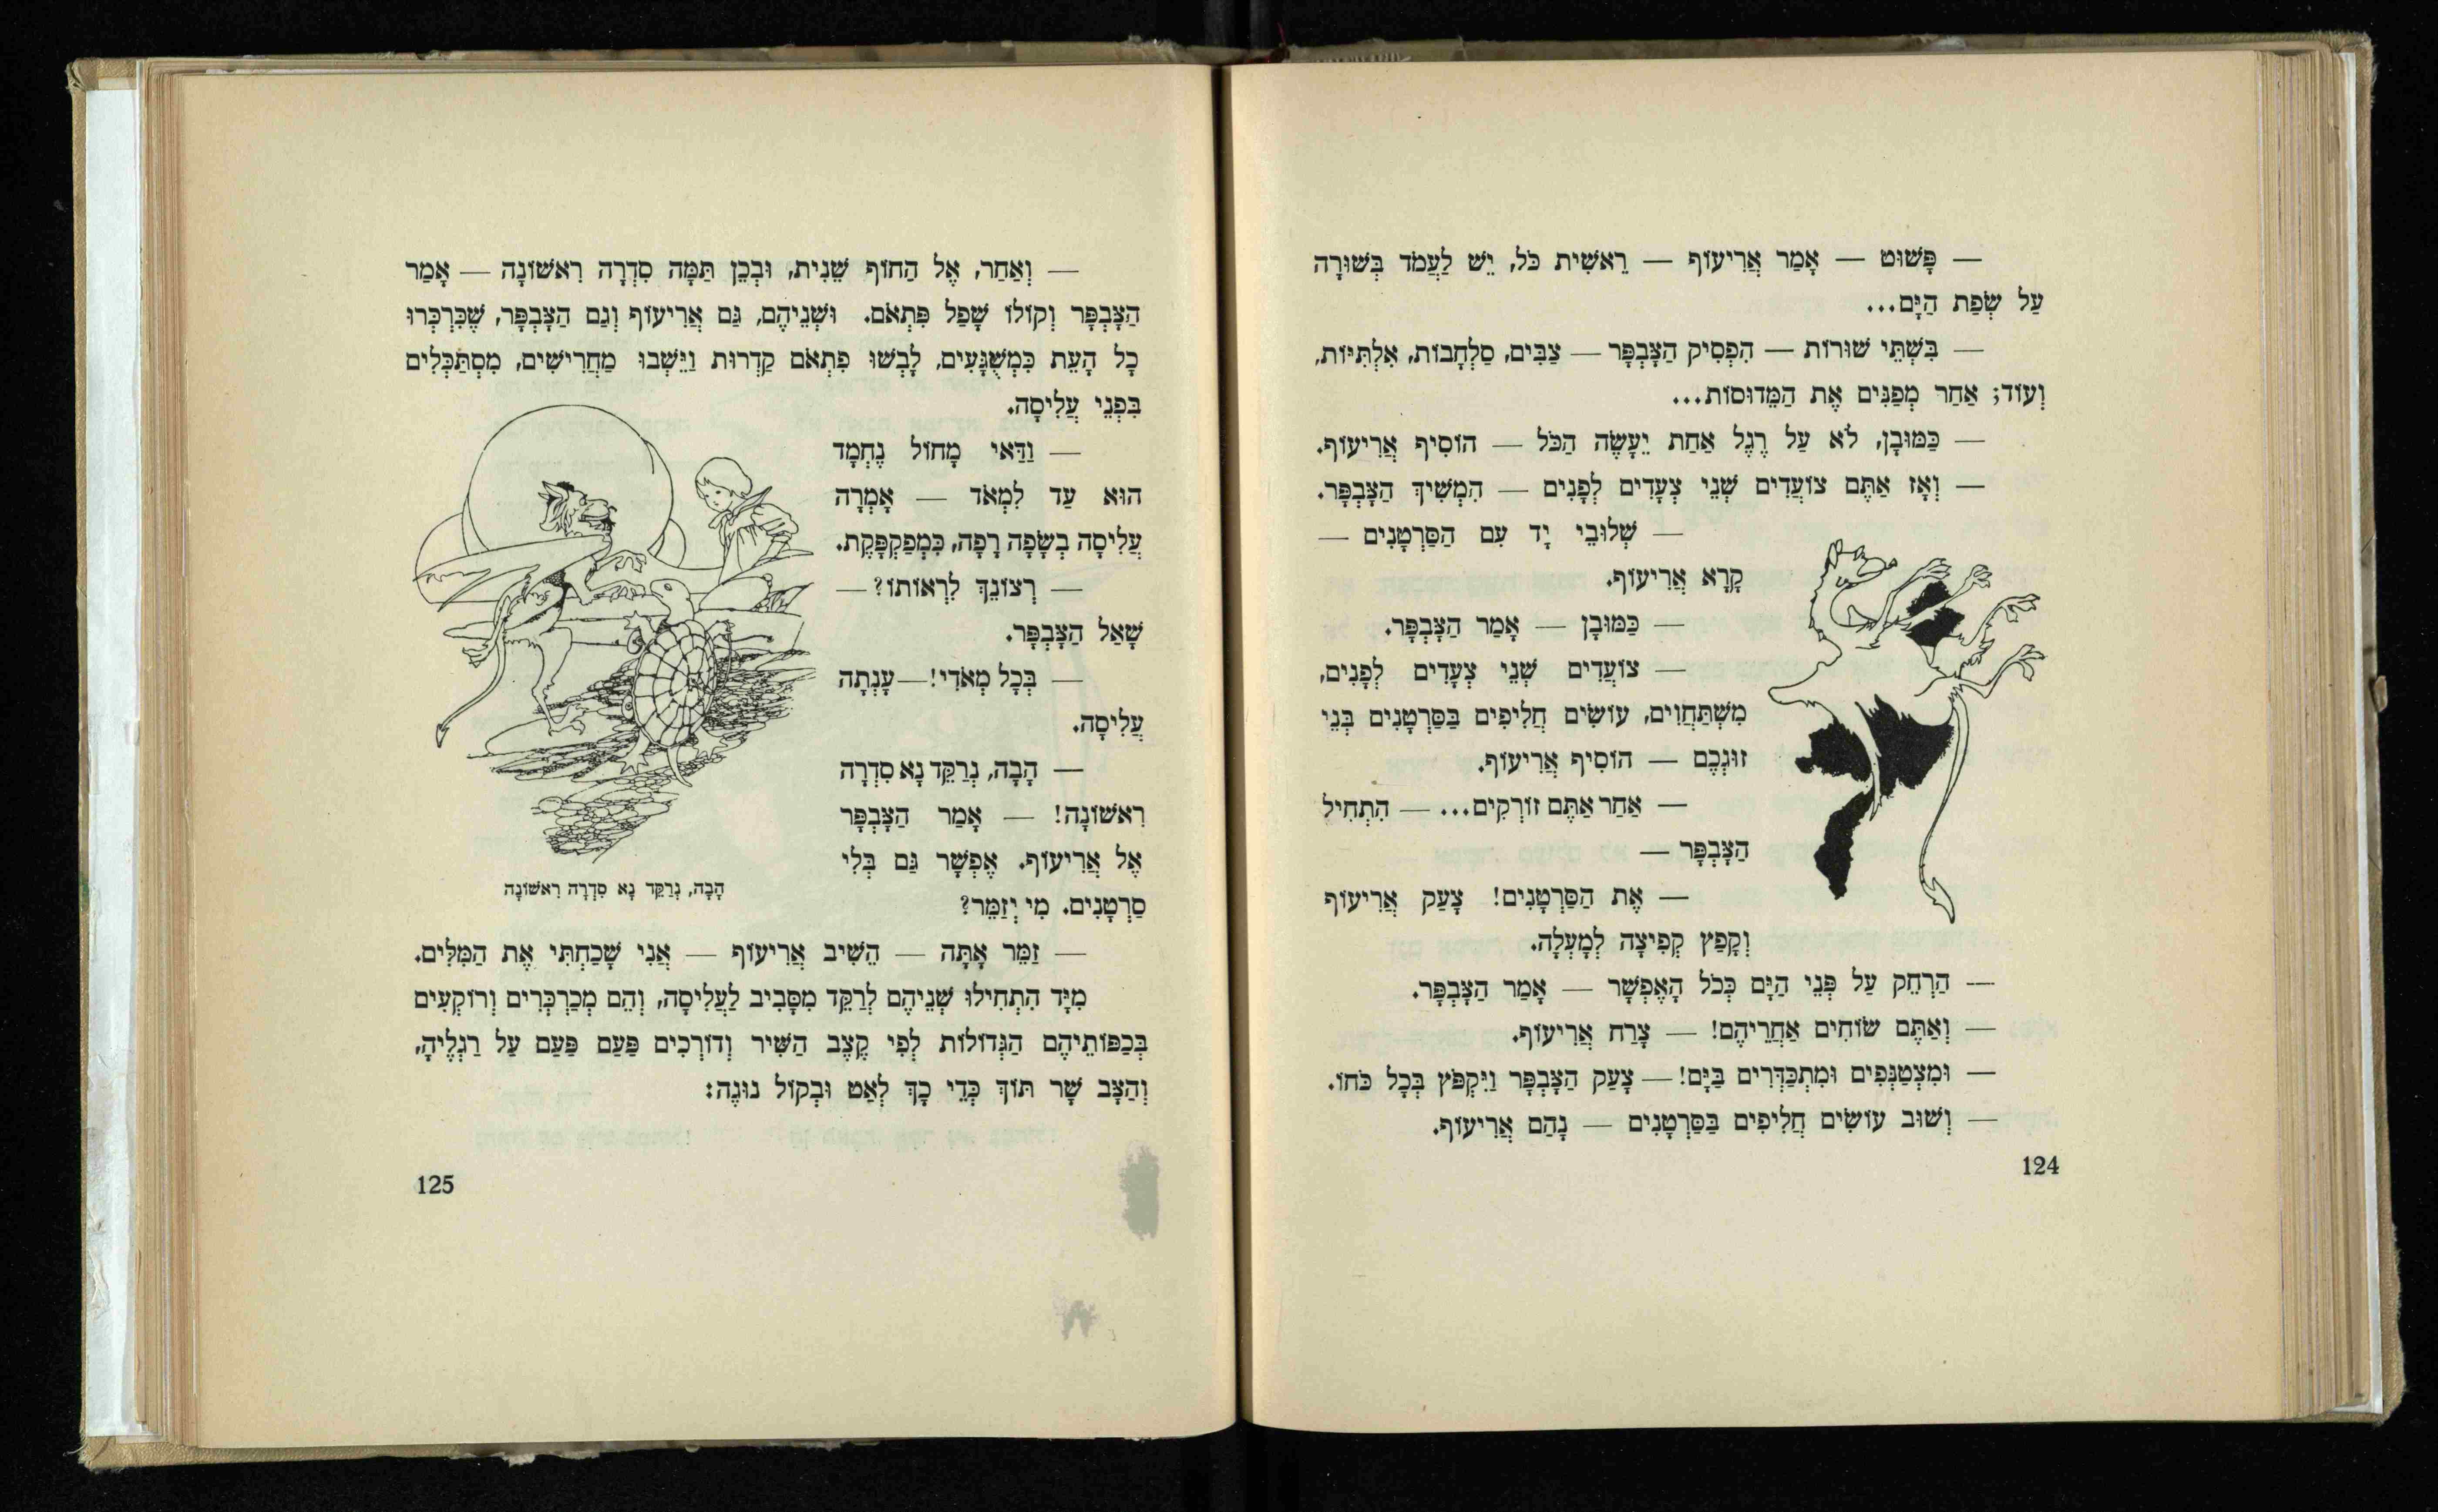 — פָּשׁוּט — אָמַר אֲרִיעוֹף — רֵאשִׁית כֹּל, יֵשׁ לַעֲמֹד בְּשׁוּרָה
עַל שְׂפַת הַיָּם...
— בִּשְׁתֵּי שׁוּרוֹת — הִפְסִיק הַצָּבְפָּר — צַבִּים, סַלְחָבוֹת, אִלְתִּיּוֹת,
וְעוֹד; אַחַר מְפַנִּים אֶת הַמֵּדוּסוֹת...
— כַּמּוּבָן, לֹא עַל רֶגֶל אַחַת יֵעָשֶׂה הַכֹּל — הוֹסִיף אֲרִיעוֹף.
— וְאָז אַתֶּם צוֹעֲדִים שְׁנֵי צְעָדִים לְפָנִים — הִמְשִׁיךְ הַצָּבְפָּר.
— שְׁלוּבֵי יָד עִם הַסַּרְטָנִים —
קָרָא אֲרִיעוֹף.
— כַּמּוּבָן — אָמַר הַצָּבְפָּר.
— צוֹעֲדִים שְׁנֵי צְעָדִים לְפָנִים,
מִשְׁתַּחֲוִים, עוֹשִׂים חֲלִיפִים בַּסַּרְטָנִים בְּנֵי
זוּגְכֶם — הוֹסִיף אֲרִיעוֹף.
— אַחַר אַתֶּם זוֹרְקִים... — הִתְחִיל
הַצָּבְפָּר —
— אֶת הַסַּרְטָנִים! צָעַק אֲרִיעוֹף
וְקָפַץ קְפִיצָה לְמָעְלָה.
— הַרְחֵק עַל פְּנֵי הַיָּם כְּכֹל הָאֶפְשָׁר — אָמַר הַצָּבְפָּר.
— וְאַתֶּם שׂוֹחִים אַחֲרֵיהֶם! — צָרַח אֲרִיעוֹף.
— וּמִצְטַנְּפִים וּמִתְכַּדְּרִים בַּיָּם! — צָעַק הַצָּבְפָּר וַיִּקְפֹּץ בְּכָל כֹּחוֹ.
— וְשׁוּב עוֹשִׂים חֲלִיפִים בַּסַּרְטָנִים — נָהַם אֲרִיעוֹף.
124
— וְאַחַר, אֶל הַחוֹף שֵׁנִית, וּבְכֵן תַּמָּה סִדְרָה רִאשׁוֹנָה — אָמַר
הַצָּבְפָּר וְקוֹלוֹ שָׁפַל פִּתְאֹם. וּשְׁנֵיהֶם, גַּם אֲרִיעוֹף וְגַם הַצָּבְפָּר, שֶׁכִּרְכְּרוּ
כָל הָעֵת כִּמְשֻׁגָּעִים, לָבְשׁוּ פִתְאֹם קַדְרוּת וַיֵּשְׁבוּ מַחֲרִישִׁים, מִסְתַּכְּלִים
בִּפְנֵי עֲלִיסָה.
— וַדַּאי מָחוֹל נֶחְמָד
הוּא עַד לִמְאֹד — אָמְרָה
עֲלִיסָה בְשָׂפָה רָפָה, כִּמְפַקְפָּקֶת.
— רְצוֹנֵךְ לִרְאוֹתוֹ? —
שָׁאַל הַצָּבְפָּר.
— בְּכָל מְאֹדִי! — עָנְתָה
עֲלִיסָה.
— הָבָה, נְרַקֵּד נָא סִדְרָה
רִאשׁוֹנָה! — אָמַר הַצָּבְפָּר
אֶל אֲרִיעוֹף. אֶפְשָׁר גַּם בְּלִי
סַרְטָנִים. מִי יְזַמֵּר?
הָבָה, נְרַקֵּד נָא סִדְרָה רִאשׁוֹנָה
— זַמֵּר אָתָּה — הֵשִׁיב אֲרִיעוֹף — אֲנִי שָׁכַחְתִּי אֶת הַמִּלִּים.
מִיָּד הִתְחִילוּ שְׁנֵיהֶם לְרַקֵּד מִסָּבִיב לַעֲלִיסָה, וְהֵם מְכַרְכְּרִים וְרוֹקְעִים
בְּכַפּוֹתֵיהֶם הַגְּדוֹלוֹת לְפִי קֶצֶב הַשִּׁיר וְדוֹרְכִים פַּעַם פַּעַם עַל רַגְלֶיהָ,
וְהַצָּב שָׁר תּוֹךְ כְּדֵי כָךְ לְאַט וּבְקוֹל נוּגֶה:
125